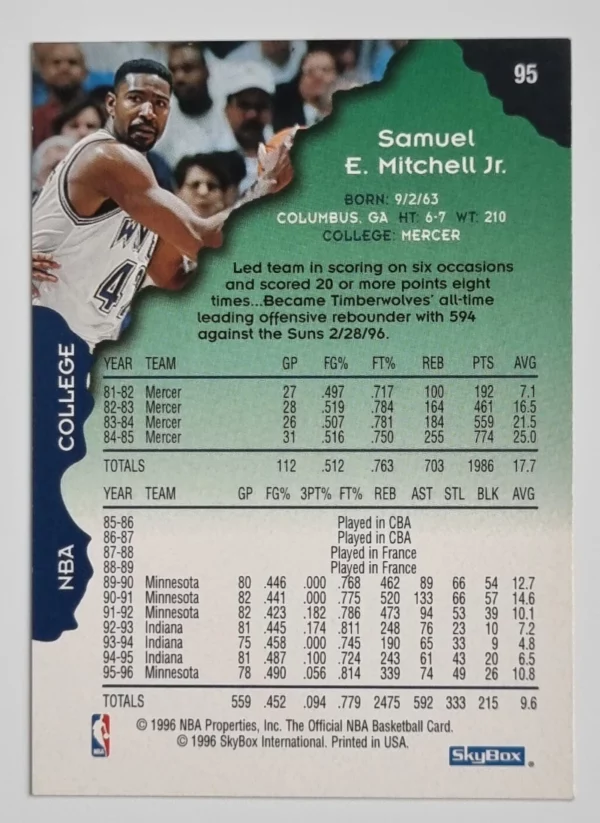 95
Samuel
E. Mitchell Jr.
BORN: 9/2/63
COLUMBUS, GA HT: 6-7 WT: 210
COLLEGE: MERCER
Led team in scoring on six occasions
and scored 20 or more points eight
times...Became Timberwolves' all-time
leading offensive rebounder with 594
against the Suns 2/28/96.
COLLEGE
YEAR TEAM GP FG% FT% REB PTS AVG
81-82 Mercer 27 .497 .717 100 192 7.1
82-83 Mercer 28 .519 .784 164 461 16.5
83-84 Mercer 26 .507 .781 184 559 21.5
84-85 Mercer 31 .516 .750 255 774 25.0
TOTALS 112 .512 .763 703 1986 17.7
NBA
YEAR TEAM GP FG% 3PT% FT% REB AST STL BLK AVG
85-86 Played in CBA
86-87 Played in CBA
87-88 Played in France
88-89 Played in France
89-90 Minnesota 80 .446 .000 .768 462 89 66 54 12.7
90-91 Minnesota 82 .441 .000 .775 520 133 66 57 14.6
91-92 Minnesota 82 .423 .182 .786 473 94 53 39 10.1
92-93 Indiana 81 .445 .174 .811 248 76 23 10 7.2
93-94 Indiana 75 .458 .000 .745 190 65 33 9 4.8
94-95 Indiana 81 .487 .100 .724 243 61 43 20 6.5
95-96 Minnesota 78 .490 .056 .814 339 74 49 26 10.8
TOTALS 559 .452 .094 .779 2475 592 333 215 9.6
© 1996 NBA Properties, Inc. The Official NBA Basketball Card.
© 1996 SkyBox International. Printed in USA.
NBA
SkyBox